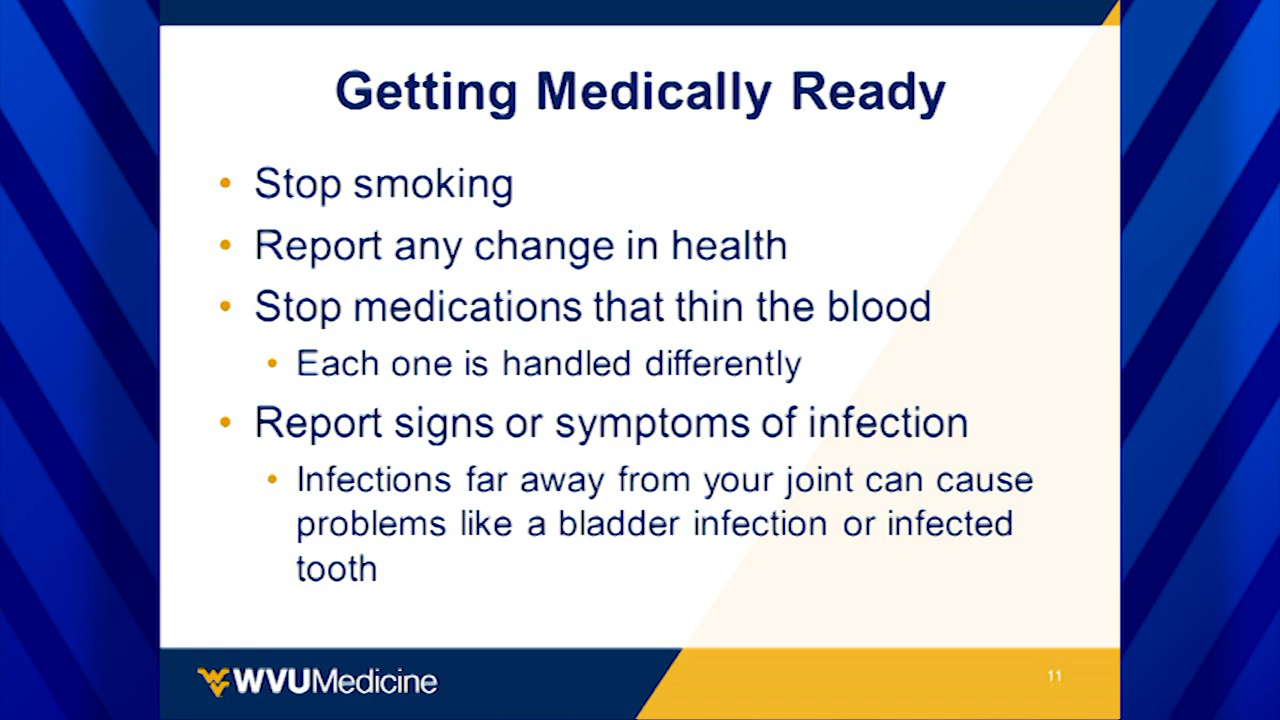 Getting Medically Ready
• Stop smoking
• Report any change in health
• Stop medications that thin the blood
• Each one is handled differently
• Report signs or symptoms of infection
• Infections far away from your joint can cause
problems like a bladder infection or infected
tooth
WVUMedicine
11